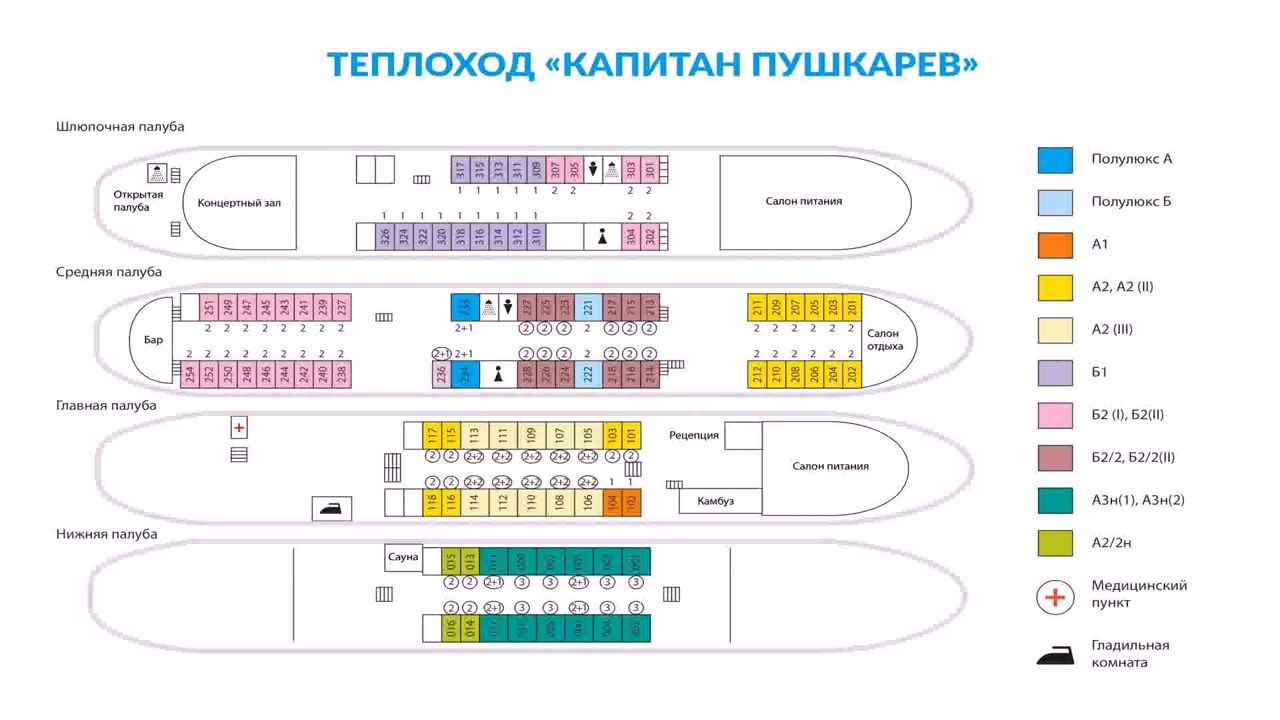 ТЕПЛОХОД «КАПИТАН ПУШКАРЕВ»
Шлюпочная палуба
317 315 313 311 309 307 305 303 301
1 1 1 1 1 2 2 2 2
Открытая
палуба
Концертный зал
Салон питания
1 1 1 1 1 1 1 1 1 2 2
326 324 322 320 318 316 314 312 310 304 302
Средняя палуба
251 249 247 245 243 241 239 237 233 227 225 223 221 217 215 213 211 209 207 205 203 201
2 2 2 2 2 2 2 2 2+1 2 2 2 2 2 2 2 2 2 2 2 2 2
Бар
Салон
отдыха
2 2 2 2 2 2 2 2 2 2+1 2+1 2 2 2 2 2 2 2 2 2 2 2 2 2
254 252 250 248 246 244 242 240 238 236 234 228 226 224 222 218 216 214 212 210 208 206 204 202
Главная палуба
117 115 113 111 109 107 105 103 101
2 2 2+2 2+2 2+2 2+2 2+2 2 2
Рецепция
Салон питания
2 2 2+2 2+2 2+2 2+2 2+2 1 1
118 116 114 112 110 108 106 104 102
Камбуз
Нижняя палуба
Сауна
015 013
2 2 2+1 3 3 2+1 3 3
2 2 2+1 3 3 2+1 3 3
016 014
Полулюкс А
Полулюкс Б
А1
А2, А2 (II)
А2 (III)
Б1
Б2 (I), Б2(II)
Б2/2, Б2/2(II)
А3н(1), А3н(2)
А2/2н
Медицинский
пункт
Гладильная
комната